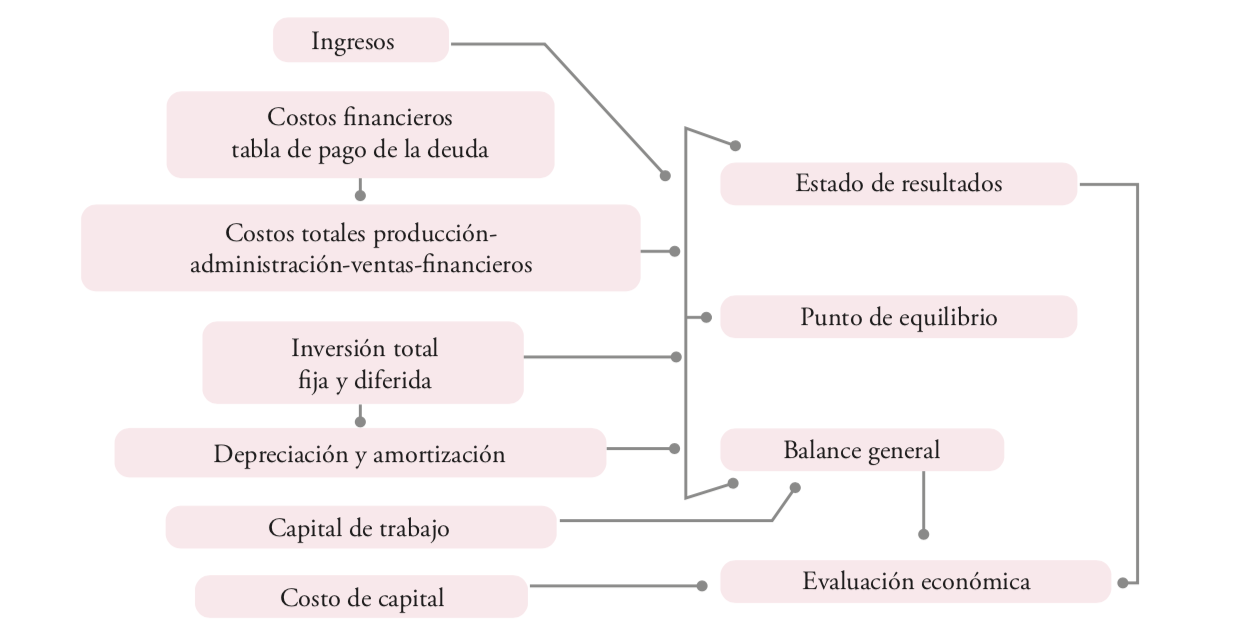 Ingresos
Costos financieros
tabla de pago de la deuda
Costos totales producción-
administración-ventas-financieros
Inversión total
fija y diferida
Depreciación y amortización
Capital de trabajo
Costo de capital
Estado de resultados
Punto de equilibrio
Balance general
Evaluación económica